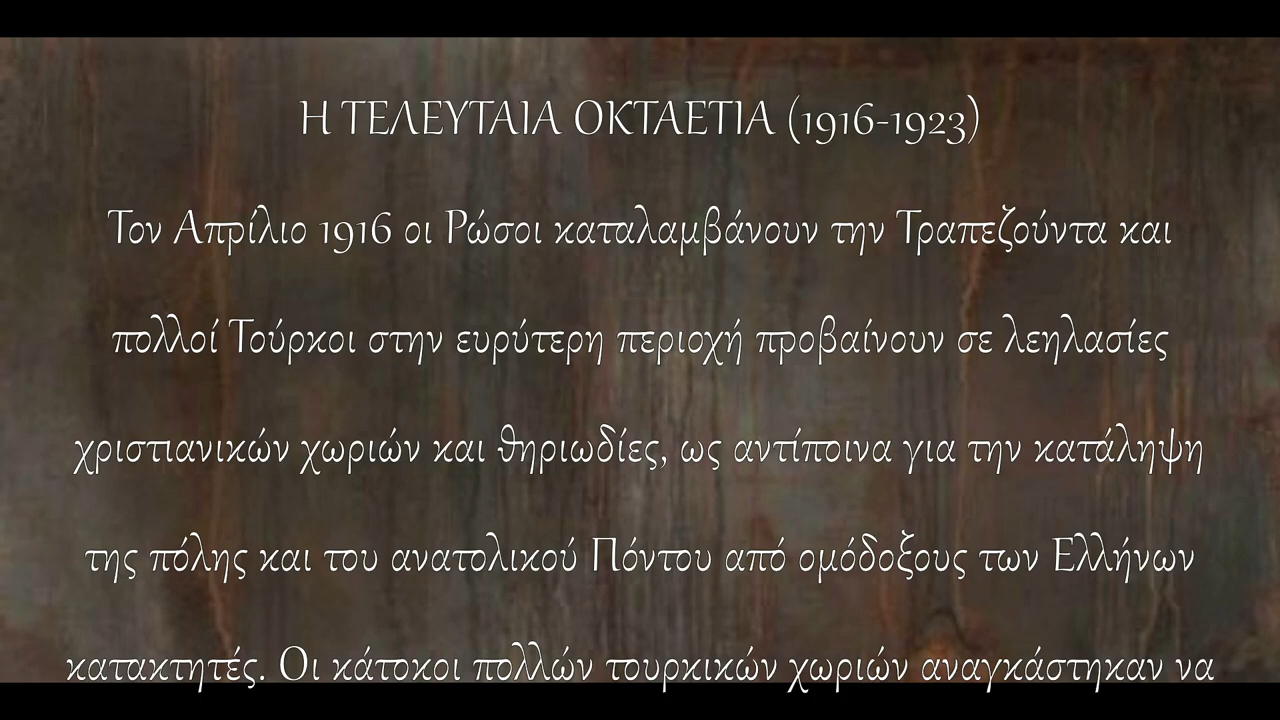 Η ΤΕΛΕΥΤΑΙΑ ΟΚΤΑΕΤΙΑ (1916-1923)
Τον Απρίλιο 1916 οι Ρώσοι καταλαμβάνουν την Τραπεζούντα και
πολλοί Τούρκοι στην ευρύτερη περιοχή προβαίνουν σε λεηλασίες
χριστιανικών χωριών και θηριωδίες, ως αντίποινα για την κατάληψη
της πόλης και του ανατολικού Πόντου από ομόδοξους των Ελλήνων
κατακτητές. Οι κάτοκοι πολλών τουρκικών χωριών αναγκάστηκαν να